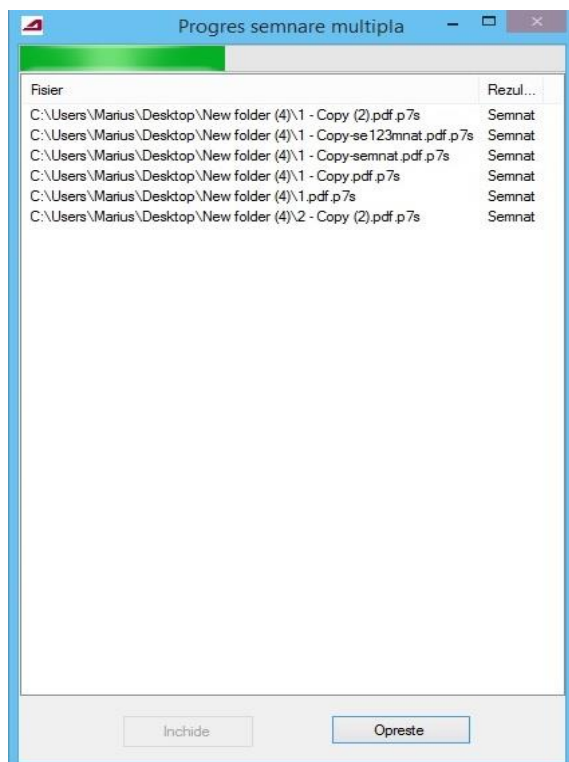 Progres semnare multipla
Fisier Rezul...
C:\Users\Marius\Desktop\New folder (4)\1 - Copy (2).pdf.p7s Semnat
C:\Users\Marius\Desktop\New folder (4)\1 - Copy-se123mnat.pdf.p7s Semnat
C:\Users\Marius\Desktop\New folder (4)\1 - Copy-semnat.pdf.p7s Semnat
C:\Users\Marius\Desktop\New folder (4)\1 - Copy.pdf.p7s Semnat
C:\Users\Marius\Desktop\New folder (4)\1.pdf.p7s Semnat
C:\Users\Marius\Desktop\New folder (4)\2 - Copy (2).pdf.p7s Semnat
Inchide Opreste